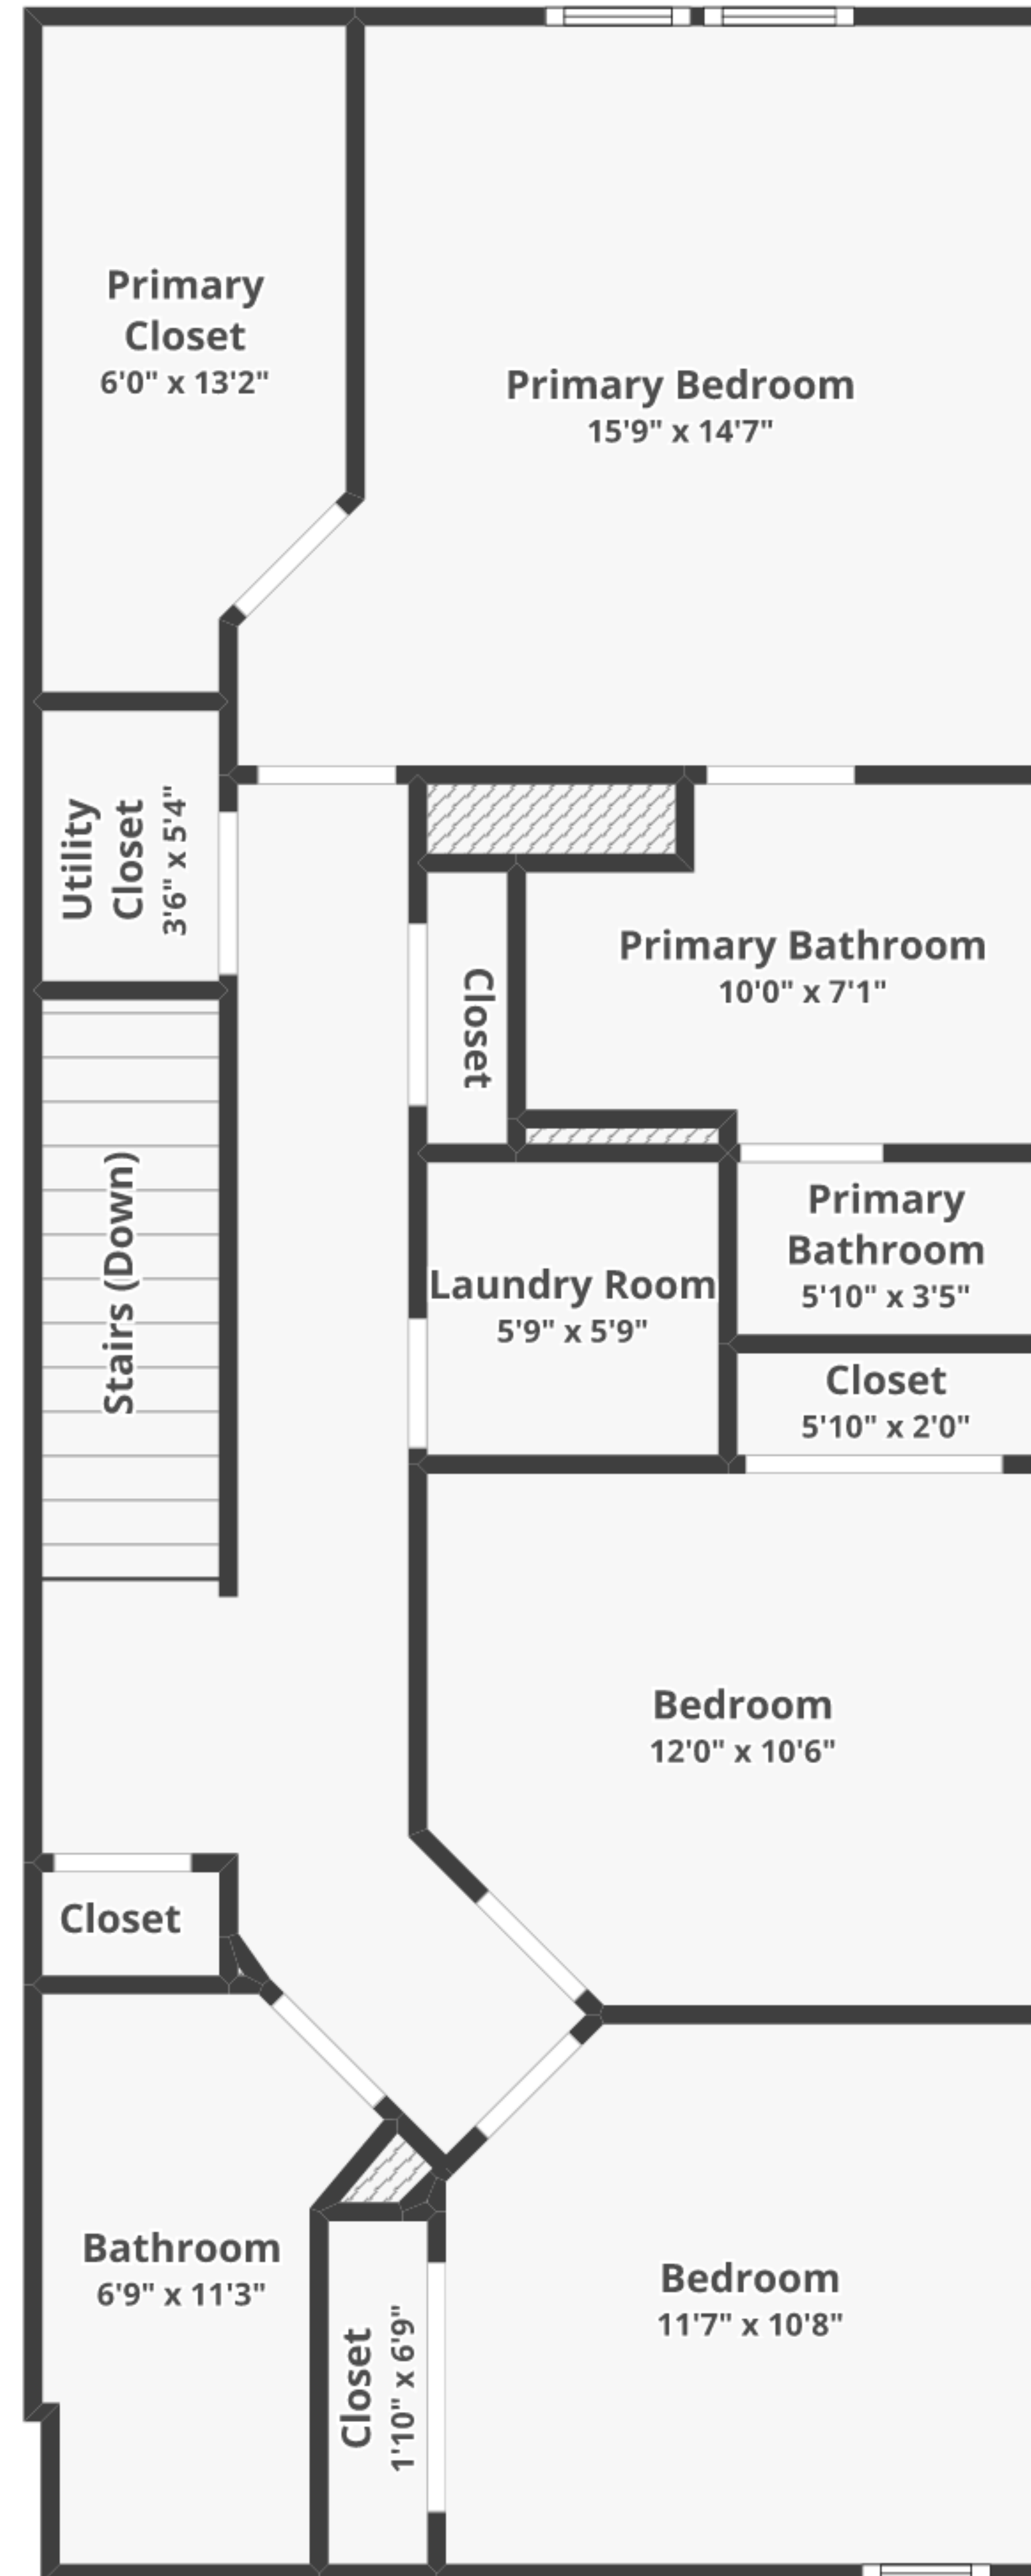 Primary
Closet
6'0" x 13'2"
Primary Bedroom
15'9" x 14'7"
Utility
Closet
3'6" x 5'4"
Primary Bathroom
10'0" x 7'1"
Closet
Stairs (Down)
Primary
Bathroom
5'10" x 3'5"
Laundry Room
5'9" x 5'9"
Closet
5'10" x 2'0"
Bedroom
12'0" x 10'6"
Closet
Bathroom
6'9" x 11'3"
Closet
1'10" x 6'9"
Bedroom
11'7" x 10'8"